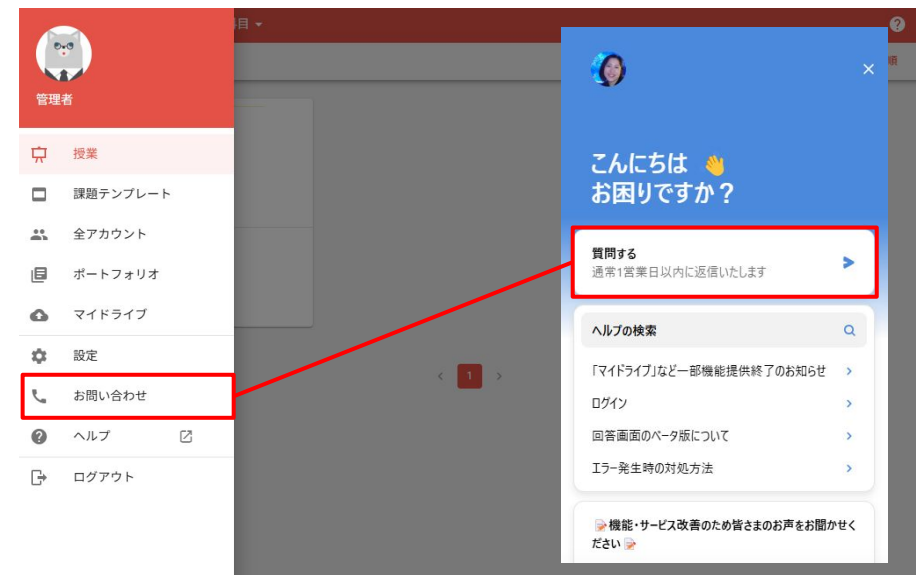 管理者
授業
課題テンプレート
全アカウント
ポートフォリオ
マイドライブ
設定
お問い合わせ
ヘルプ
ログアウト
目
順
1
こんにちは 👋
お困りですか？
質問する
通常1営業日以内に返信いたします
ヘルプの検索
「マイドライブ」など一部機能提供終了のお知らせ
ログイン
回答画面のベータ版について
エラー発生時の対処方法
📝機能・サービス改善のため皆さまのお声をお聞かせく
ださい📝